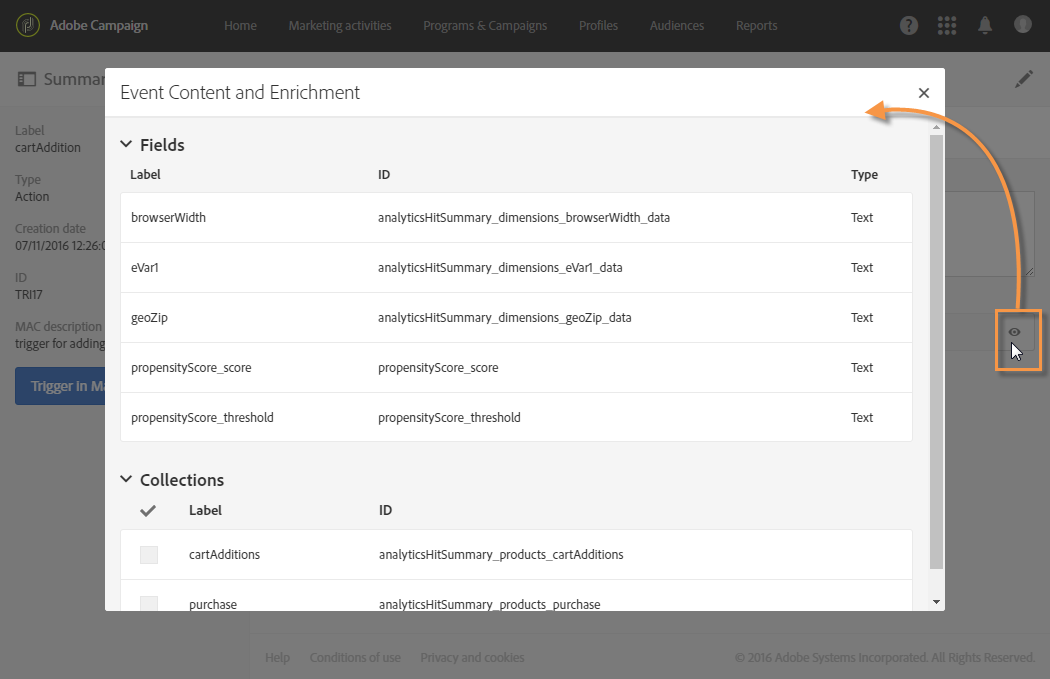 Adobe Campaign Home Marketing activities Programs & Campaigns Profiles Audiences Reports
Summar
Event Content and Enrichment
Label
cartAddition
Type
Action
Creation date
07/11/2016 12:26:0
ID
TRI17
MAC description
trigger for adding
Trigger in Ma
Fields
Label ID Type
browserWidth analyticsHitSummary_dimensions_browserWidth_data Text
eVar1 analyticsHitSummary_dimensions_eVar1_data Text
geoZip analyticsHitSummary_dimensions_geoZip_data Text
propensityScore_score propensityScore_score Text
propensityScore_threshold propensityScore_threshold Text
Collections
Label ID
cartAdditions analyticsHitSummary_products_cartAdditions
purchase analyticsHitSummary_products_purchase
Help Conditions of use Privacy and cookies © 2016 Adobe Systems Incorporated. All Rights Reserved.